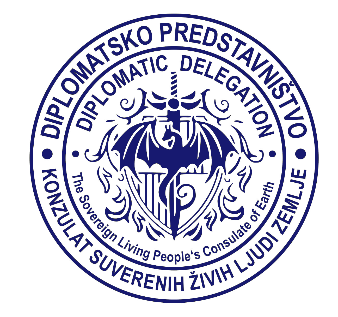 DIPLOMATSKO PREDSTAVNIŠTVO
KONZULAT SUVERENIH ŽIVIH LJUDI ZEMLJE
DIPLOMATIC DELEGATION
The Sovereign Living People's Consulate of Earth